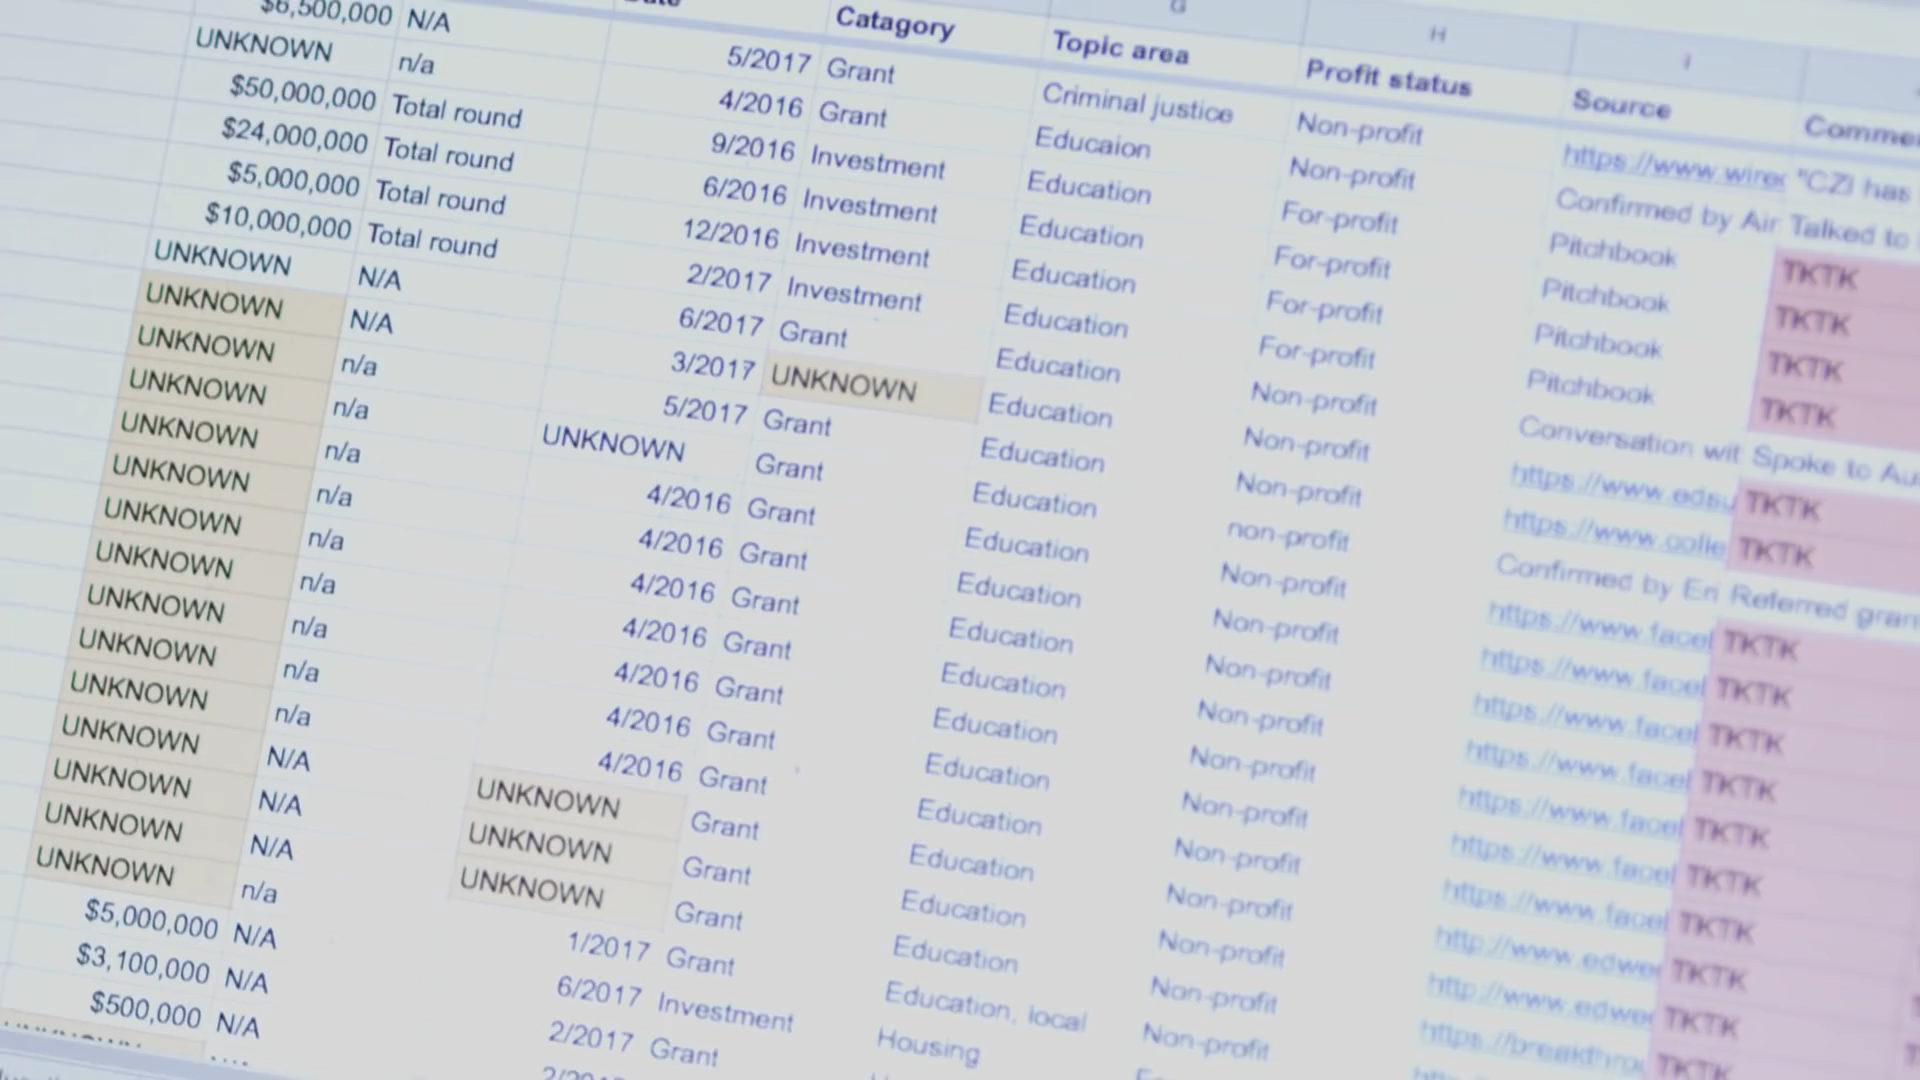 Catagory Topic area Profit status Source Comme
$6,500,000 N/A 5/2017 Grant Criminal justice Non-profit https://www.wired "CZI has
UNKNOWN n/a 4/2016 Grant Educaion Non-profit Confirmed by Air Talked to
$50,000,000 Total round 9/2016 Investment Education For-profit Pitchbook TKTK
$24,000,000 Total round 6/2016 Investment Education For-profit Pitchbook TKTK
$5,000,000 Total round 12/2016 Investment Education For-profit Pitchbook TKTK
$10,000,000 Total round 2/2017 Investment Education For-profit Pitchbook TKTK
UNKNOWN N/A 6/2017 Grant Education Non-profit Conversation wit Spoke to Au
UNKNOWN N/A 3/2017 UNKNOWN Education Non-profit https://www.edsu TKTK
UNKNOWN n/a 5/2017 Grant Education Non-profit https://www.colle TKTK
UNKNOWN n/a UNKNOWN Grant Education non-profit Confirmed by Eri Referred gran
UNKNOWN n/a 4/2016 Grant Education Non-profit https://www.facel TKTK
UNKNOWN n/a 4/2016 Grant Education Non-profit https://www.facel TKTK
UNKNOWN n/a 4/2016 Grant Education Non-profit https://www.facel TKTK
UNKNOWN n/a 4/2016 Grant Education Non-profit https://www.facel TKTK
UNKNOWN n/a 4/2016 Grant Education Non-profit https://www.facel TKTK
UNKNOWN n/a 4/2016 Grant Education Non-profit https://www.facel TKTK
UNKNOWN n/a 4/2016 Grant Education Non-profit https://www.facel TKTK
UNKNOWN N/A UNKNOWN Grant Education Non-profit http://www.edwee TKTK
UNKNOWN N/A UNKNOWN Grant Education Non-profit http://www.edwee TKTK
UNKNOWN N/A UNKNOWN Grant Education Non-profit https://breakthro TKTK
UNKNOWN n/a 1/2017 Grant Education, local Non-profit
$5,000,000 N/A 6/2017 Investment Housing
$3,100,000 N/A 2/2017 Grant
$500,000 N/A